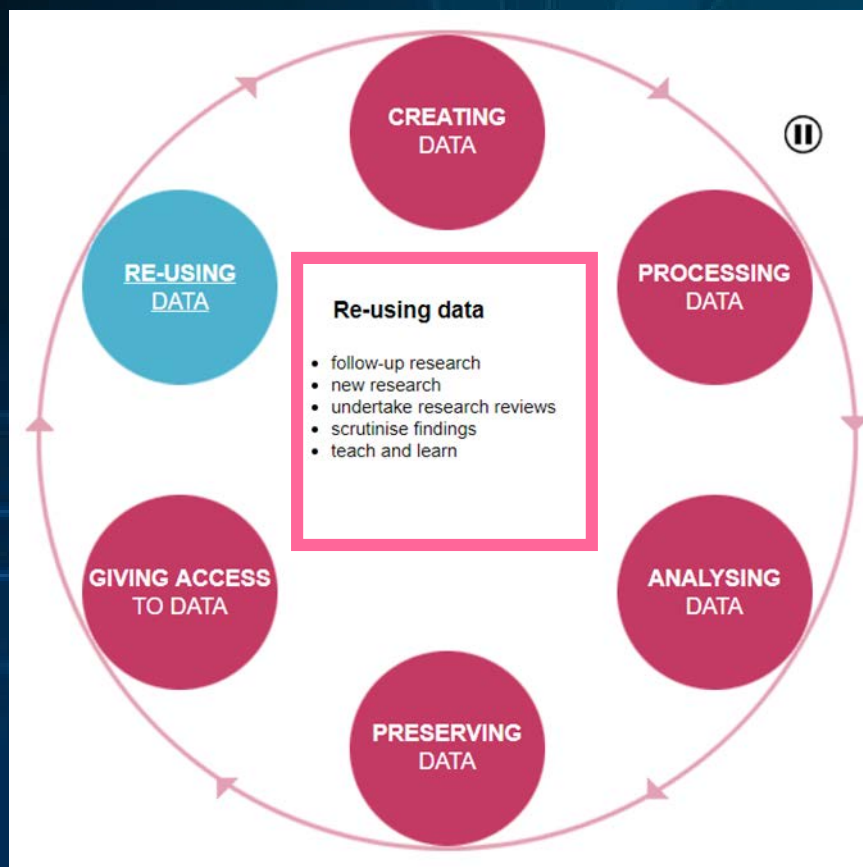 CREATING
DATA
PROCESSING
DATA
ANALYSING
DATA
PRESERVING
DATA
GIVING ACCESS
TO DATA
RE-USING
DATA
Re-using data
• follow-up research
• new research
• undertake research reviews
• scrutinise findings
• teach and learn